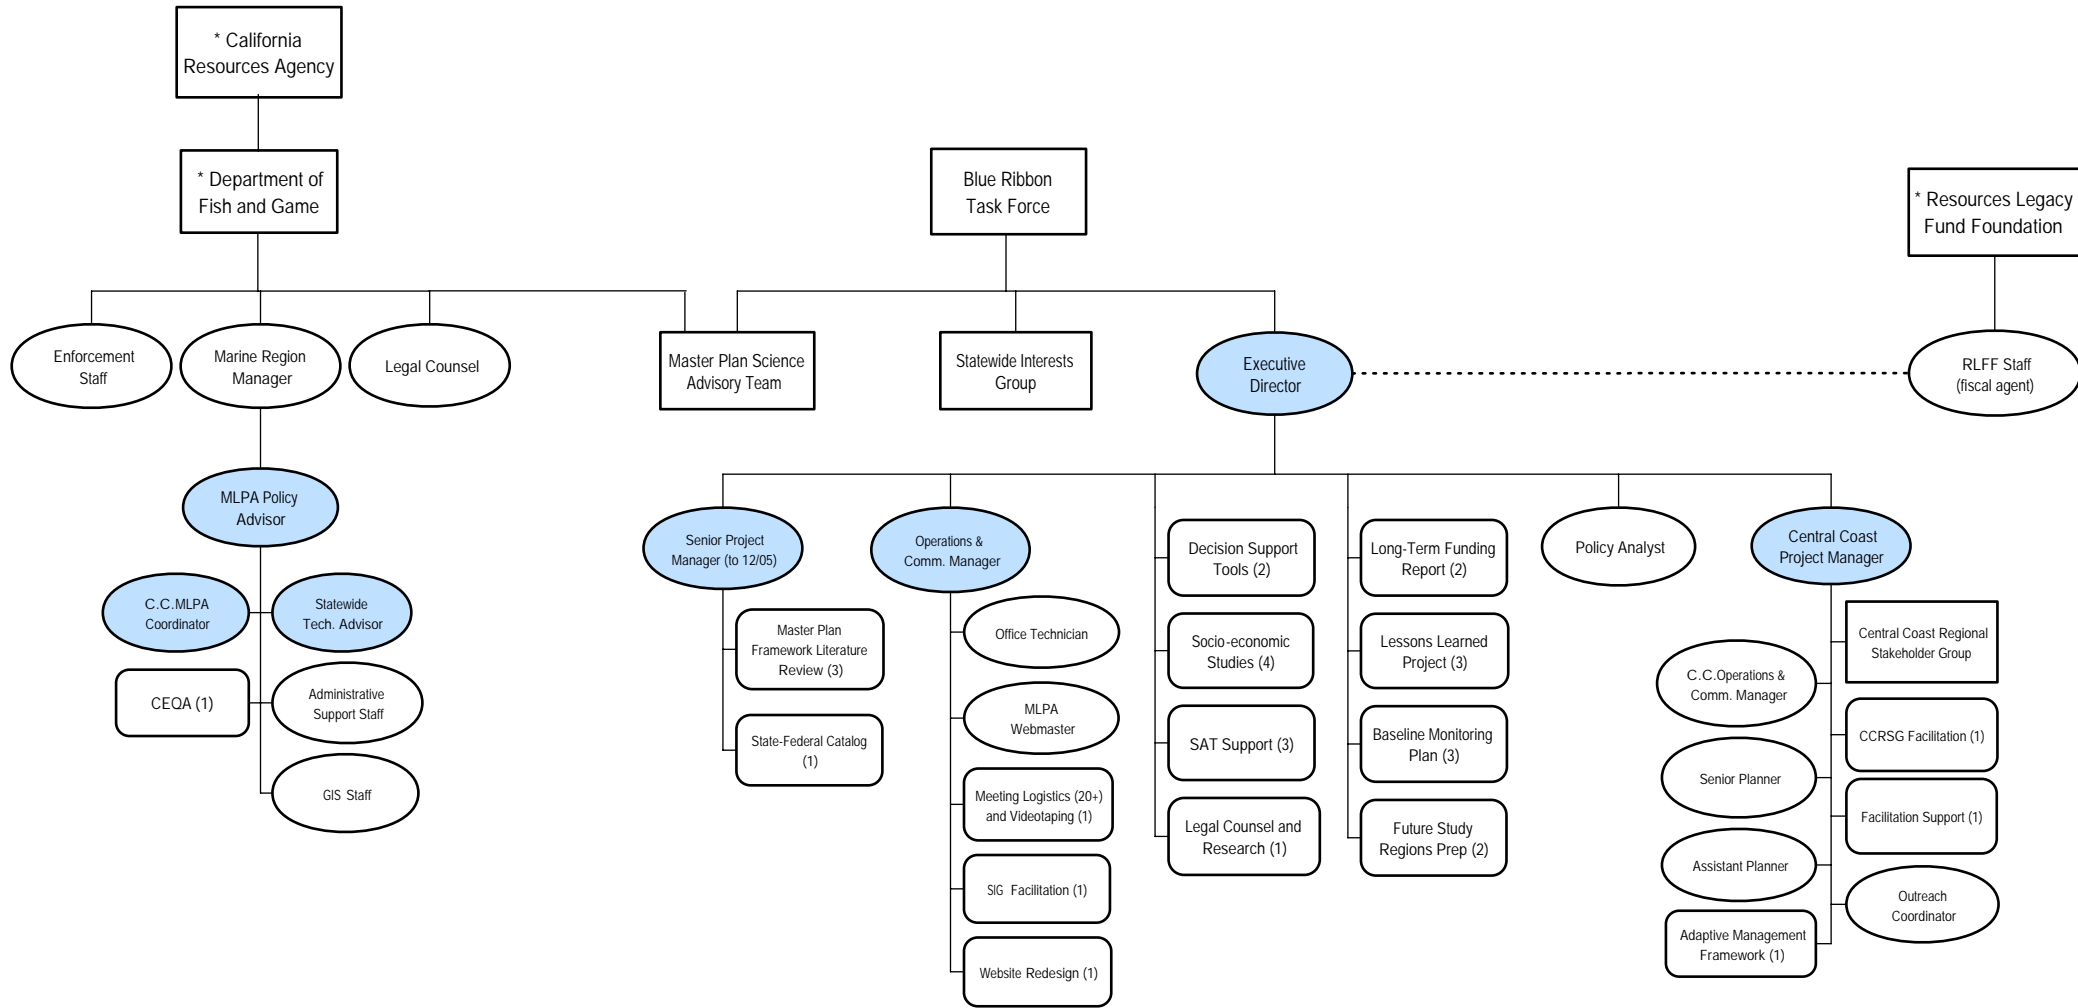 * California
Resources Agency
* Department of
Fish and Game
Blue Ribbon
Task Force
* Resources Legacy
Fund Foundation
Enforcement
Staff
Marine Region
Manager
Legal Counsel
Master Plan Science
Advisory Team
Statewide Interests
Group
Executive
Director
RLFF Staff
(fiscal agent)
MLPA Policy
Advisor
C.C.MLPA
Coordinator
Statewide
Tech. Advisor
CEQA (1)
Administrative
Support Staff
GIS Staff
Senior Project
Manager (to 12/05)
Master Plan
Framework Literature
Review (3)
State-Federal Catalog
(1)
Operations &
Comm. Manager
Office Technician
MLPA
Webmaster
Meeting Logistics (20+)
and Videotaping (1)
SIG Facilitation (1)
Website Redesign (1)
Decision Support
Tools (2)
Socio-economic
Studies (4)
SAT Support (3)
Legal Counsel and
Research (1)
Long-Term Funding
Report (2)
Lessons Learned
Project (3)
Baseline Monitoring
Plan (3)
Future Study
Regions Prep (2)
Policy Analyst
Central Coast
Project Manager
Central Coast Regional
Stakeholder Group
C.C.Operations &
Comm. Manager
CCRSG Facilitation (1)
Senior Planner
Facilitation Support (1)
Assistant Planner
Outreach
Coordinator
Adaptive Management
Framework (1)